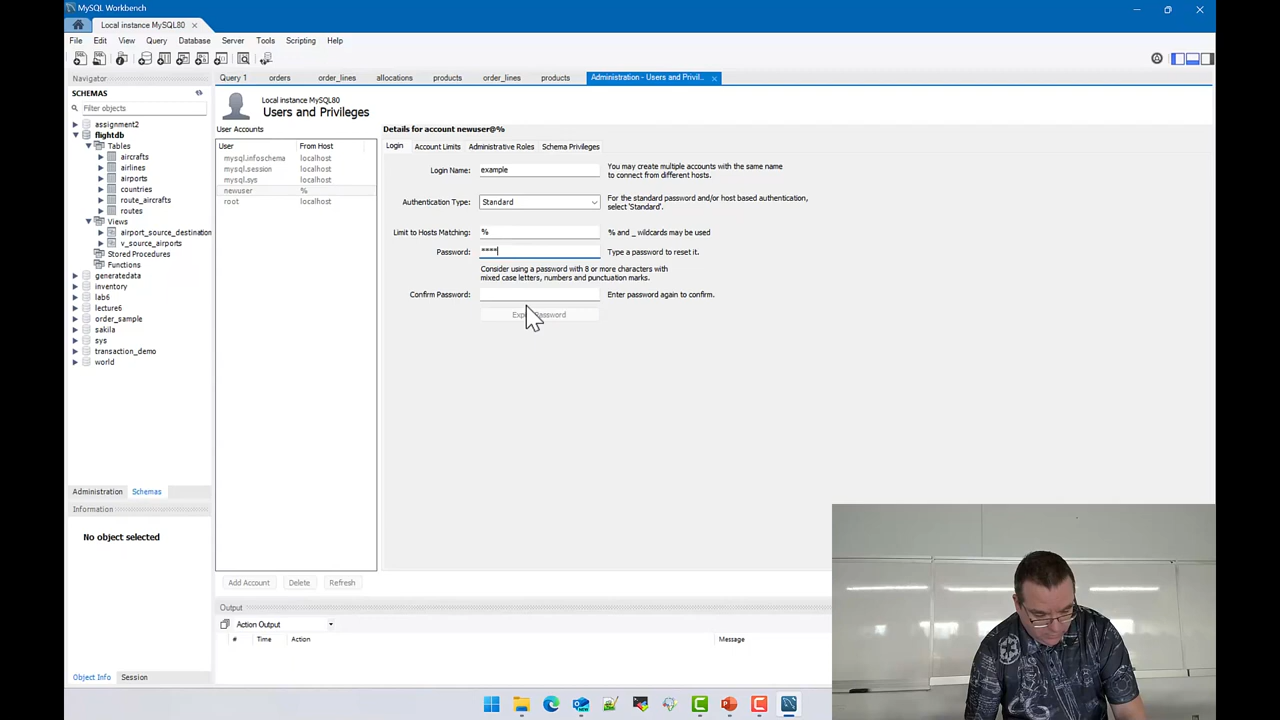 MySQL Workbench
Local instance MySQL80
File Edit View Query Database Server Tools Scripting Help
Navigator
SCHEMAS
Filter objects
assignment2
flightdb
Tables
aircrafts
airlines
airports
countries
route_aircrafts
routes
Views
airport_source_destination
v_source_airports
Stored Procedures
Functions
generatedata
inventory
lab6
lecture6
order_sample
sakila
sys
transaction_demo
world
Administration Schemas
Information
No object selected
Object Info Session
Query 1 orders order_lines allocations products order_lines products Administration - Users and Privil...
Local instance MySQL80
Users and Privileges
User Accounts
User From Host
mysql.infoschema localhost
mysql.session localhost
mysql.sys localhost
newuser %
root localhost
Add Account Delete Refresh
Details for account newuser@%
Login Account Limits Administrative Roles Schema Privileges
Login Name: example You may create multiple accounts with the same name
to connect from different hosts.
Authentication Type: Standard For the standard password and/or host based authentication,
select 'Standard'.
Limit to Hosts Matching: % % and _ wildcards may be used
Password: **** Type a password to reset it.
Consider using a password with 8 or more characters with
mixed case letters, numbers and punctuation marks.
Confirm Password: Enter password again to confirm.
Password
Output
Action Output
# Time Action Message